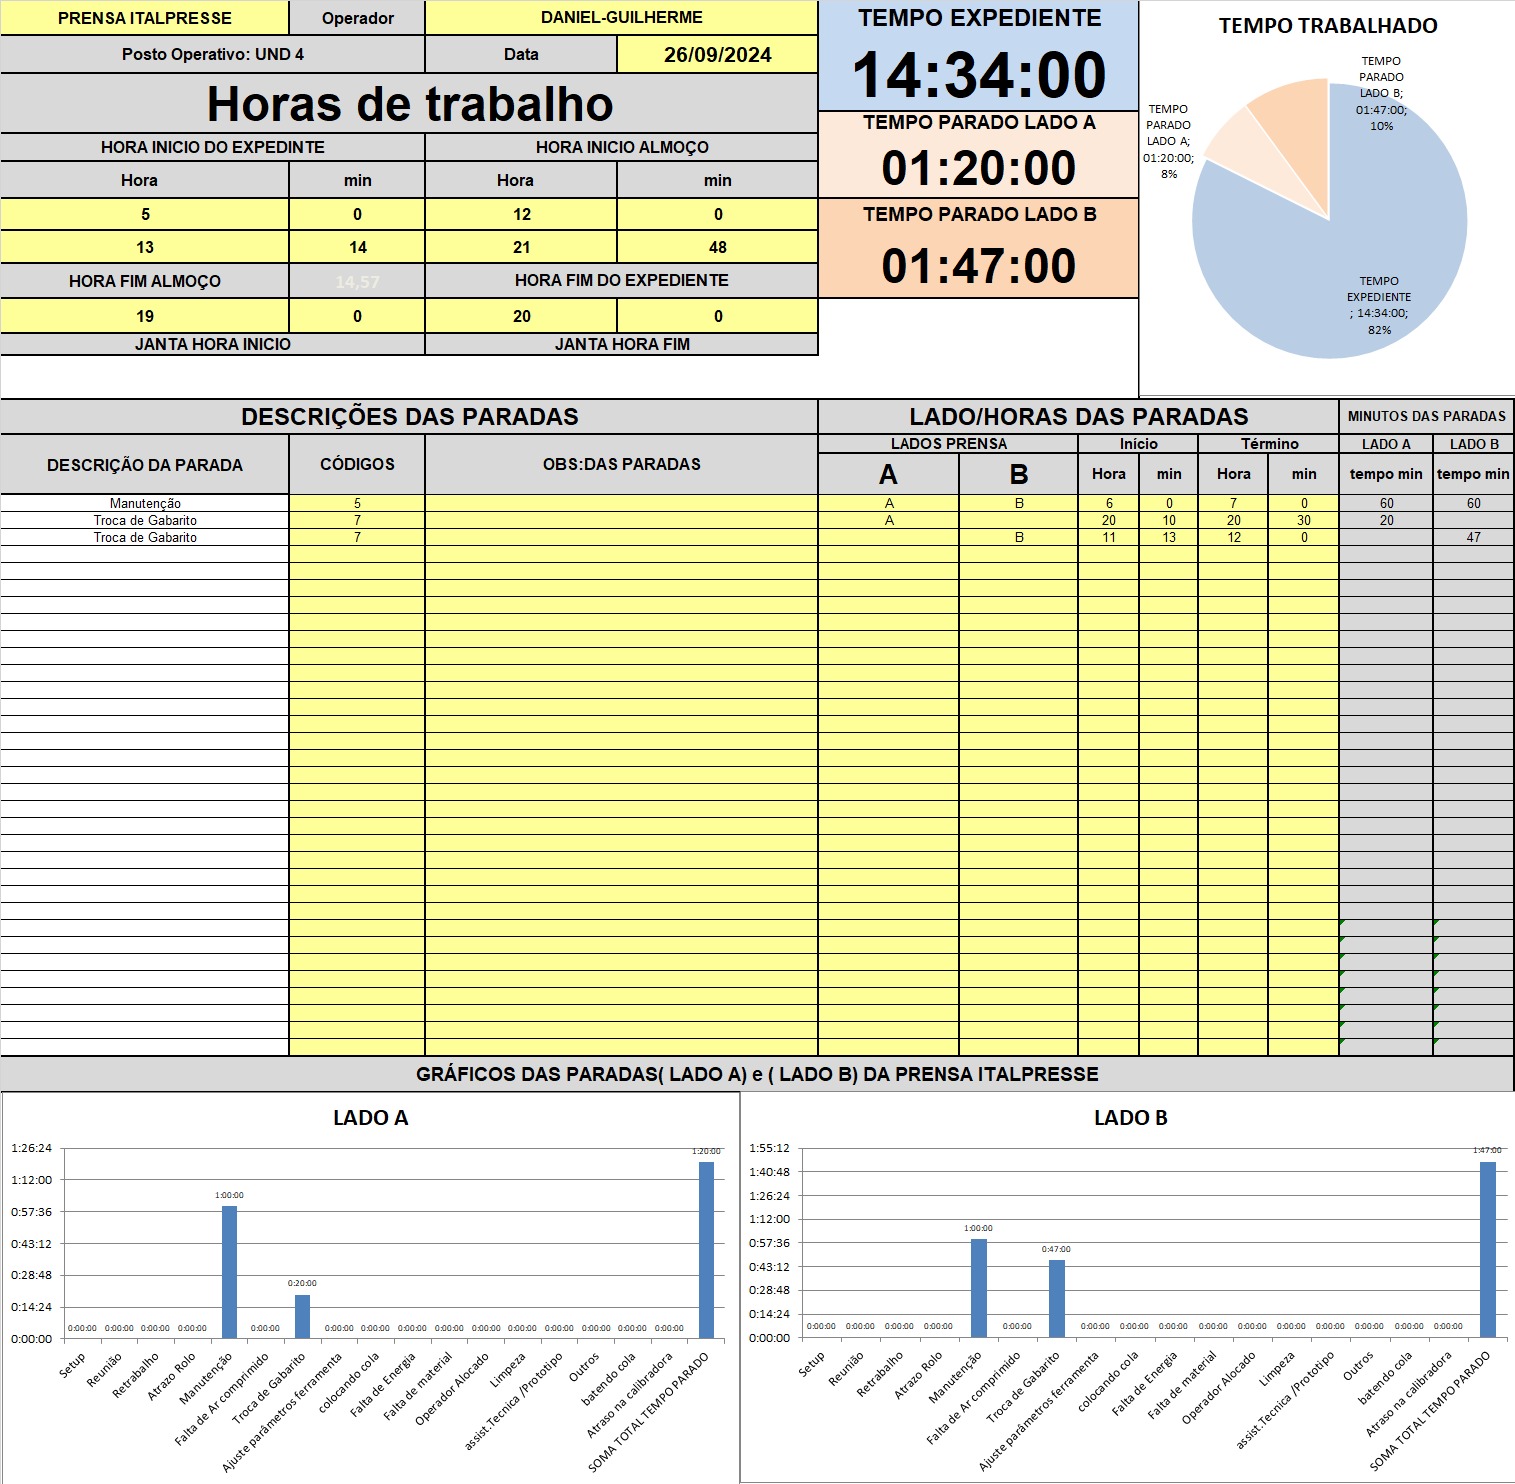 PRENSA ITALPRESSE Operador DANIEL-GUILHERME
Posto Operativo: UND 4 Data 26/09/2024
Horas de trabalho
HORA INICIO DO EXPEDINTE HORA INICIO ALMOÇO
Hora min Hora min
5 0 12 0
13 14 21 48
HORA FIM ALMOÇO 14,57 HORA FIM DO EXPEDIENTE
19 0 20 0
JANTA HORA INICIO JANTA HORA FIM
TEMPO EXPEDIENTE
14:34:00
TEMPO PARADO LADO A
01:20:00
TEMPO PARADO LADO B
01:47:00
TEMPO TRABALHADO
TEMPO
PARADO
LADO B;
01:47:00;
10%
TEMPO
PARADO
LADO A;
01:20:00;
8%
TEMPO
EXPEDIENTE
; 14:34:00;
82%
DESCRIÇÕES DAS PARADAS LADO/HORAS DAS PARADAS MINUTOS DAS PARADAS
LADOS PRENSA Início Término LADO A LADO B
DESCRIÇÃO DA PARADA CÓDIGOS OBS:DAS PARADAS A B Hora min Hora min tempo min tempo min
Manutenção 5 A B 6 0 7 0 60 60
Troca de Gabarito 7 A 20 10 20 30 20
Troca de Gabarito 7 B 11 13 12 0 47
GRÁFICOS DAS PARADAS( LADO A) e ( LADO B) DA PRENSA ITALPRESSE
LADO A
1:26:24
1:12:00
0:57:36
0:43:12
0:28:48
0:14:24
0:00:00
0:00:00 0:00:00 0:00:00 0:00:00 1:00:00 0:00:00 0:20:00 0:00:00 0:00:00 0:00:00 0:00:00 0:00:00 0:00:00 0:00:00 0:00:00 0:00:00 0:00:00 1:20:00
Setup
Reunião
Retrabalho
Atrazo Rolo
Manutenção
Falta de Ar comprimido
Troca de Gabarito
Ajuste parâmetros ferramenta
colocando cola
Falta de Energia
Falta de material
Operador Alocado
Limpeza
assist.Tecnica /Prototipo
Outros
batendo cola
Atraso na calibradora
SOMA TOTAL TEMPO PARADO
LADO B
1:55:12
1:40:48
1:26:24
1:12:00
0:57:36
0:43:12
0:28:48
0:14:24
0:00:00
0:00:00 0:00:00 0:00:00 0:00:00 1:00:00 0:00:00 0:47:00 0:00:00 0:00:00 0:00:00 0:00:00 0:00:00 0:00:00 0:00:00 0:00:00 0:00:00 0:00:00 1:47:00
Setup
Reunião
Retrabalho
Atrazo Rolo
Manutenção
Falta de Ar comprimido
Troca de Gabarito
Ajuste parâmetros ferramenta
colocando cola
Falta de Energia
Falta de material
Operador Alocado
Limpeza
assist.Tecnica /Prototipo
Outros
batendo cola
Atraso na calibradora
SOMA TOTAL TEMPO PARADO